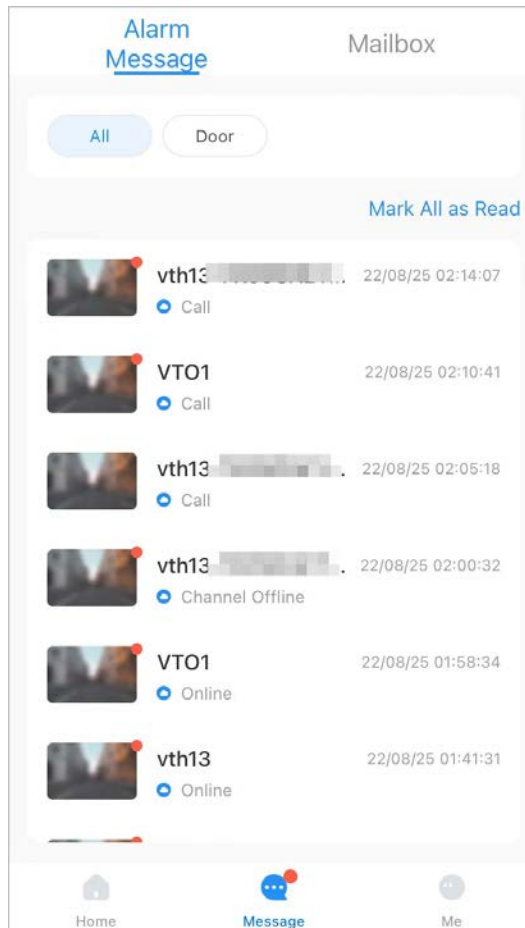 Alarm
Message
Mailbox
All
Door
Mark All as Read
vth13 22/08/25 02:14:07
Call
VTO1 22/08/25 02:10:41
Call
vth13 22/08/25 02:05:18
Call
vth13 22/08/25 02:00:32
Channel Offline
VTO1 22/08/25 01:58:34
Online
vth13 22/08/25 01:41:31
Online
Home Message Me